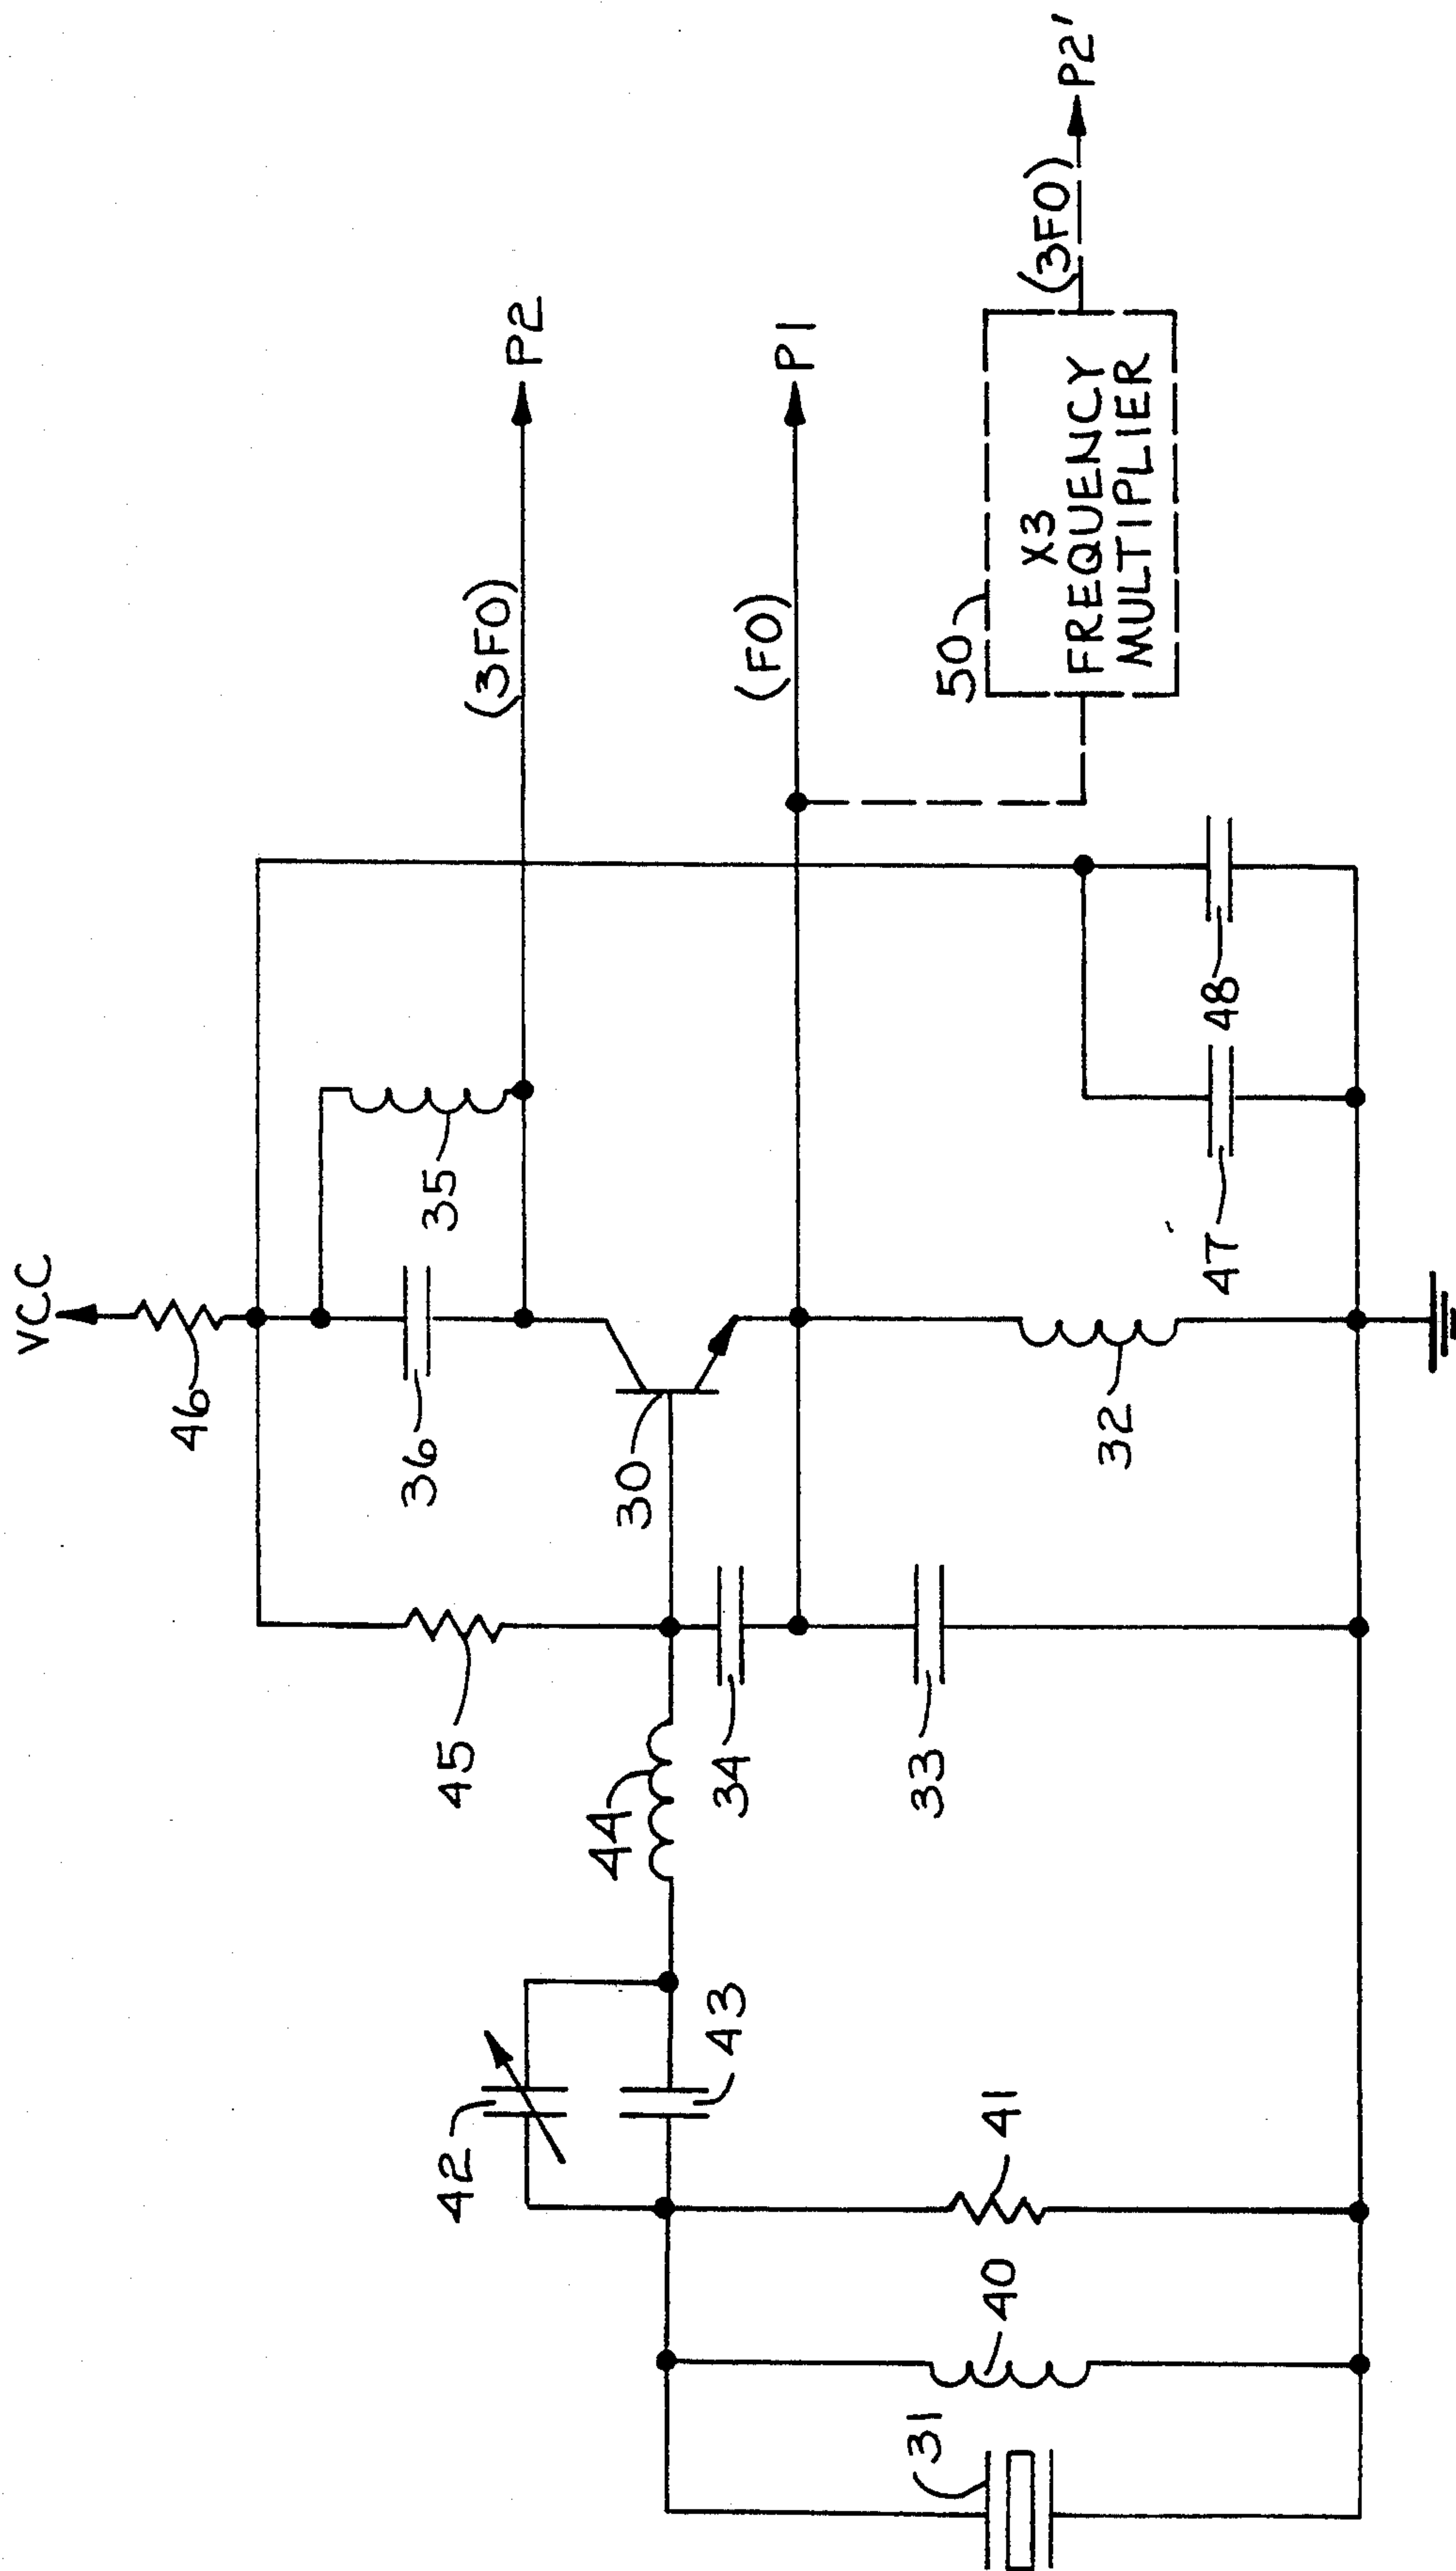 VCC
46
36
35
(3FO)
P2
45
30
(FO)
P1
42
43
44
34
33
32
47
48
50
X3
FREQUENCY
MULTIPLIER
(3FO)
P2'
31
40
41